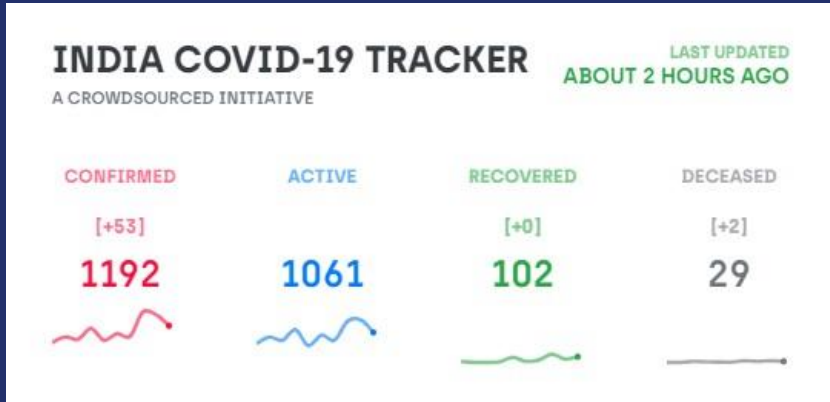 INDIA COVID-19 TRACKER
A CROWDSOURCED INITIATIVE
LAST UPDATED
ABOUT 2 HOURS AGO
CONFIRMED
[+53]
1192
ACTIVE
1061
RECOVERED
[+0]
102
DECEASED
[+2]
29